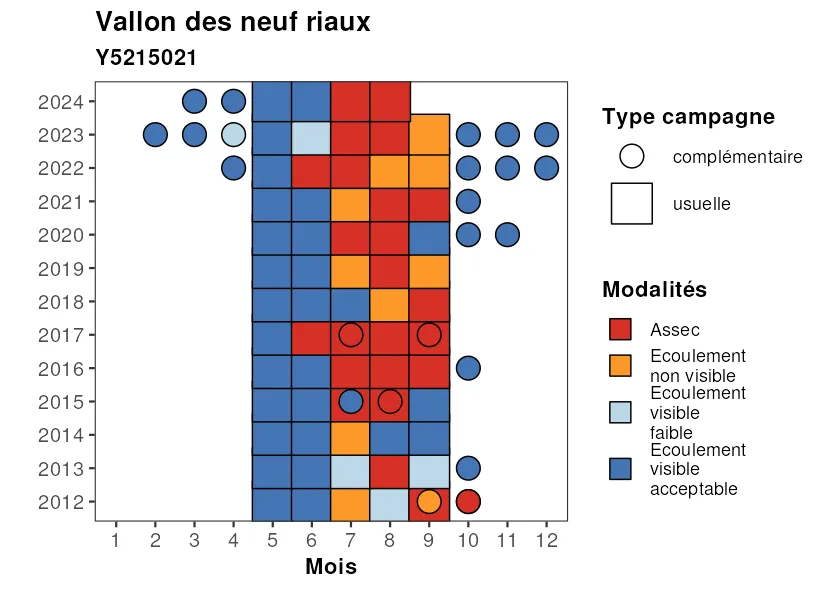 Vallon des neuf riaux
Y5215021
2024
2023
2022
2021
2020
2019
2018
2017
2016
2015
2014
2013
2012
1 2 3 4 5 6 7 8 9 10 11 12
Mois
Type campagne
complémentaire
usuelle
Modalités
Assec
Ecoulement
non visible
Ecoulement
visible
faible
Ecoulement
visible
acceptable